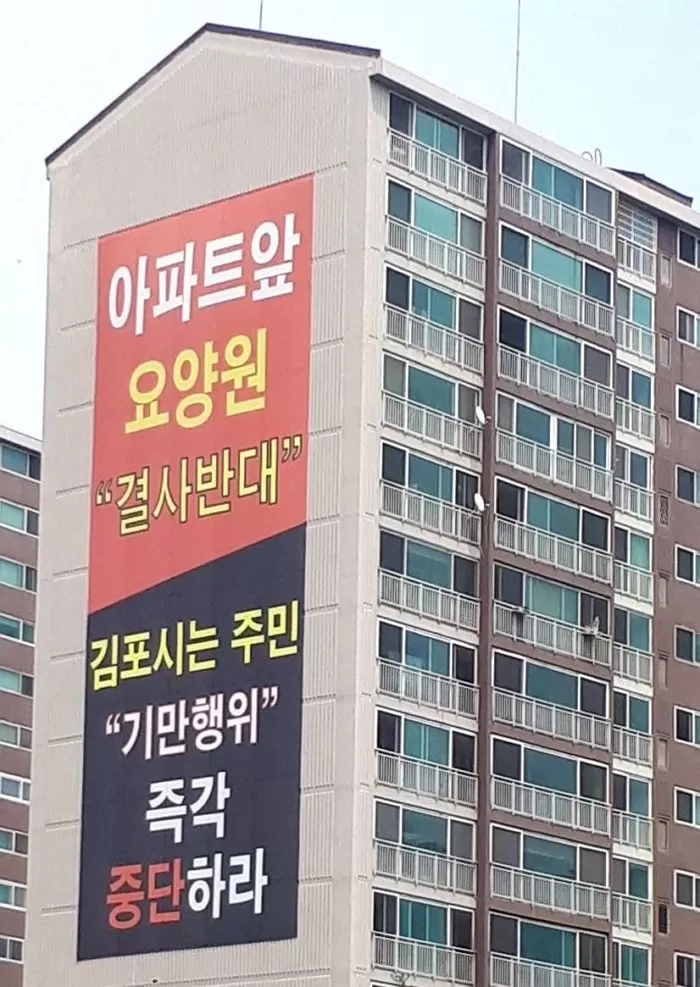 아파트앞
요양원
“결사반대”
김포시는 주민
“기만행위”
즉각
중단하라